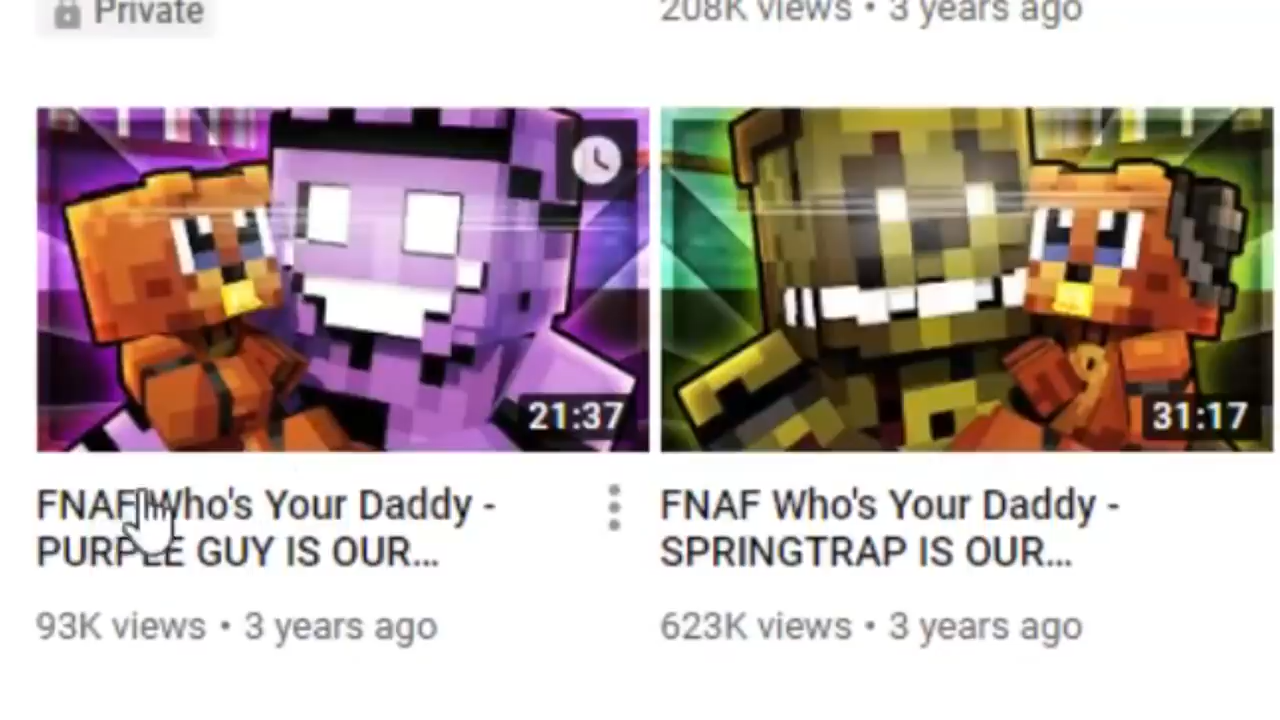 Private
208K views • 3 years ago
21:37
31:17
FNAF Who's Your Daddy -
PURPLE GUY IS OUR...
93K views • 3 years ago
FNAF Who's Your Daddy -
SPRINGTRAP IS OUR...
623K views • 3 years ago